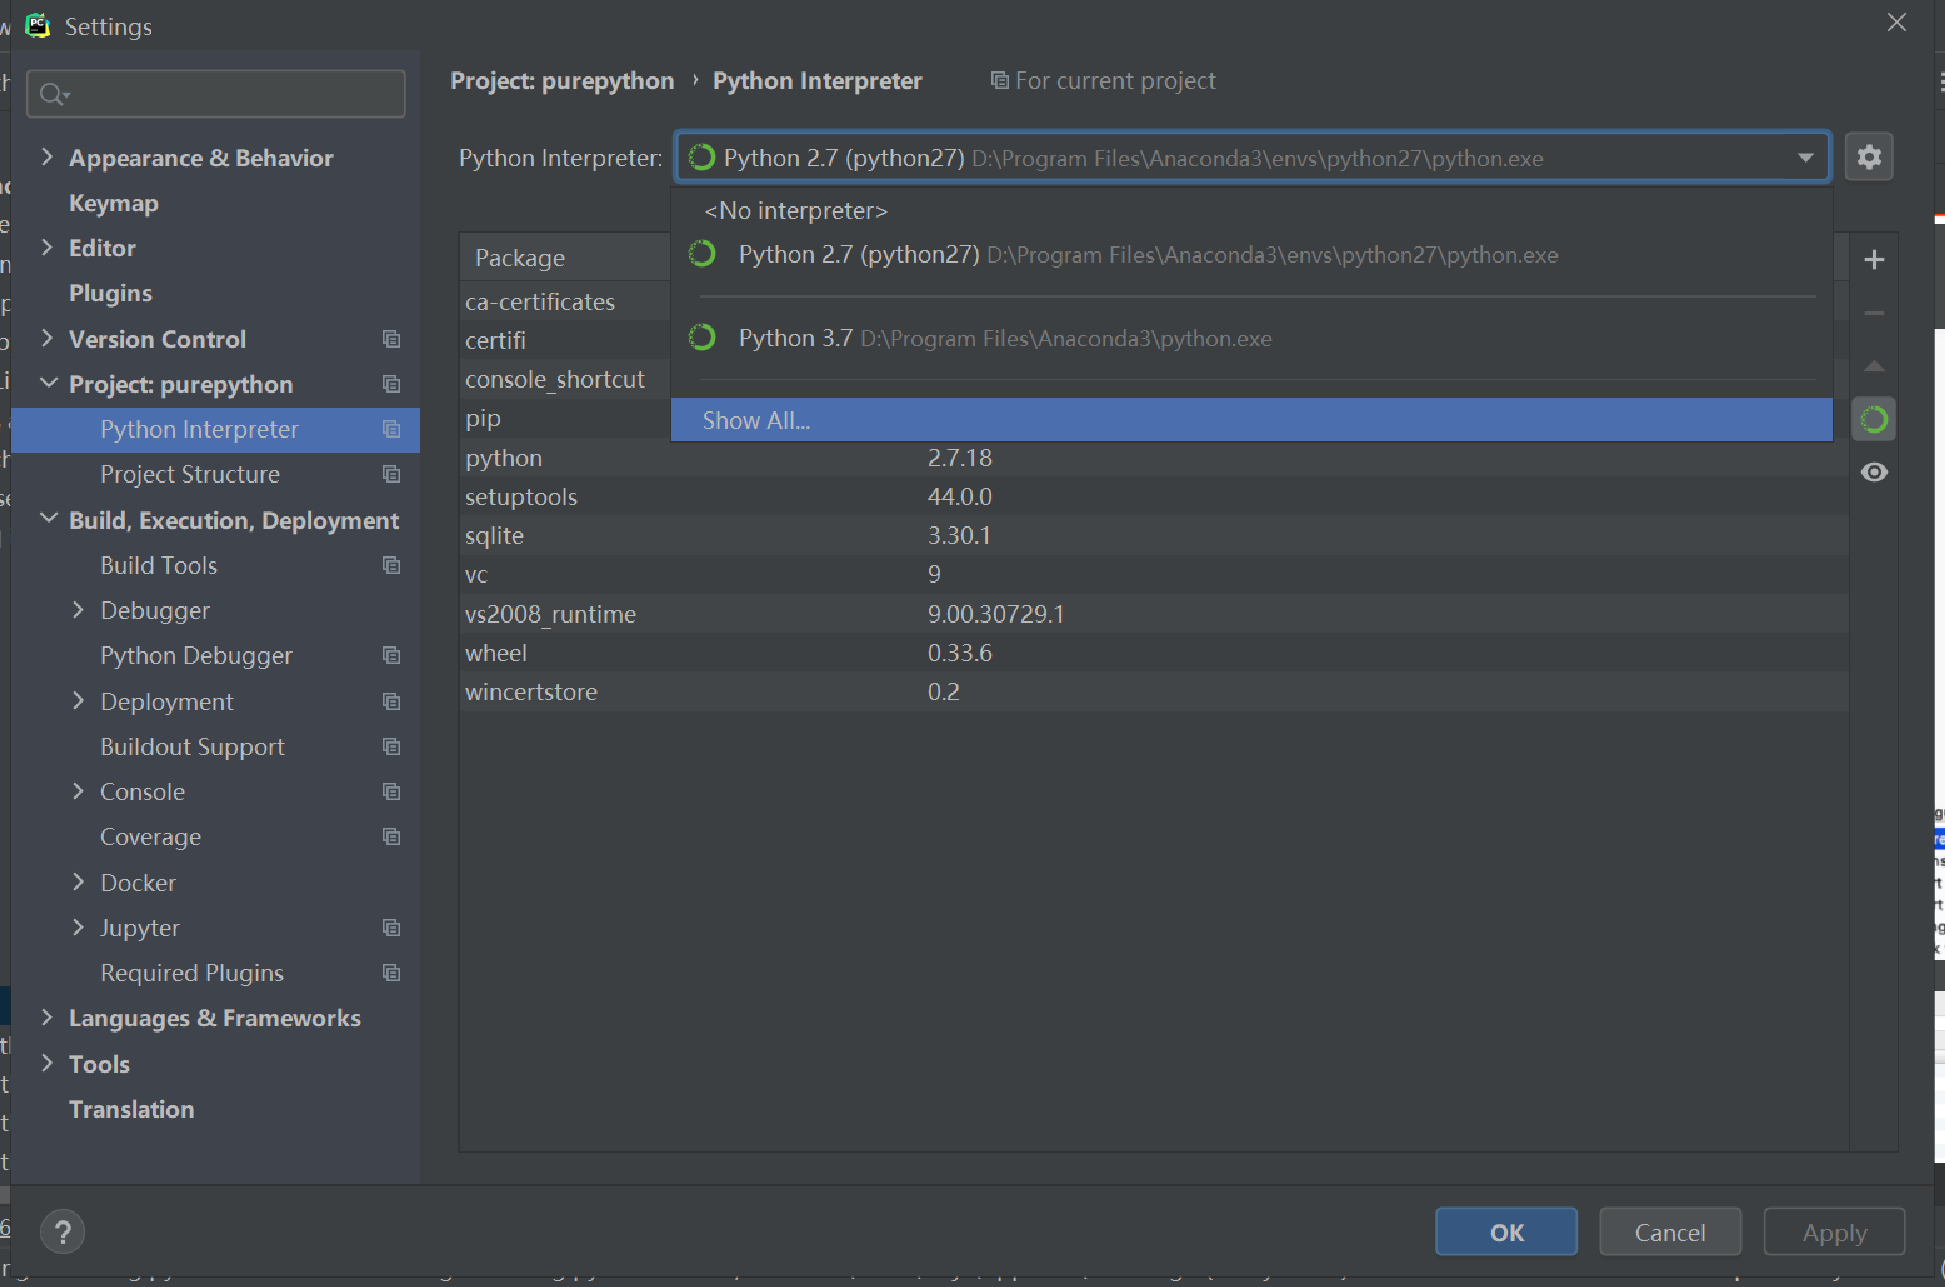 Settings
Project: purepython › Python Interpreter For current project
Python Interpreter: Python 2.7 (python27) D:\Program Files\Anaconda3\envs\python27\python.exe
<No interpreter>
Python 2.7 (python27) D:\Program Files\Anaconda3\envs\python27\python.exe
Python 3.7 D:\Program Files\Anaconda3\python.exe
Show All...
Appearance & Behavior
Keymap
Editor
Plugins
Version Control
Project: purepython
Python Interpreter
Project Structure
Build, Execution, Deployment
Build Tools
Debugger
Python Debugger
Deployment
Buildout Support
Console
Coverage
Docker
Jupyter
Required Plugins
Languages & Frameworks
Tools
Translation
Package
ca-certificates
certifi
console_shortcut
pip
python 2.7.18
setuptools 44.0.0
sqlite 3.30.1
vc 9
vs2008_runtime 9.00.30729.1
wheel 0.33.6
wincertstore 0.2
?
OK Cancel Apply